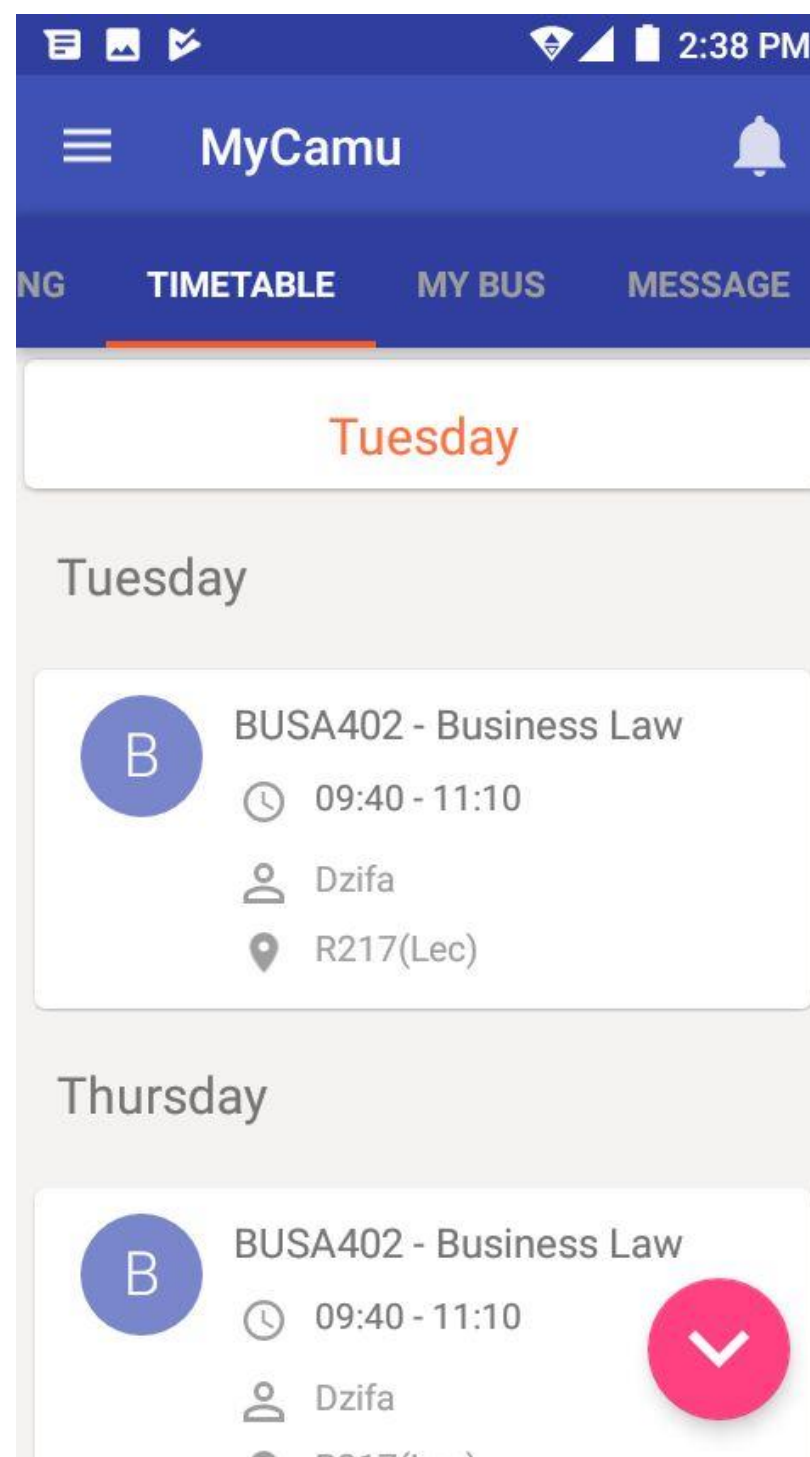 2:38 PM
MyCamu
NG TIMETABLE MY BUS MESSAGE
Tuesday
Tuesday
B
BUSA402 - Business Law
09:40 - 11:10
Dzifa
R217(Lec)
Thursday
B
BUSA402 - Business Law
09:40 - 11:10
Dzifa